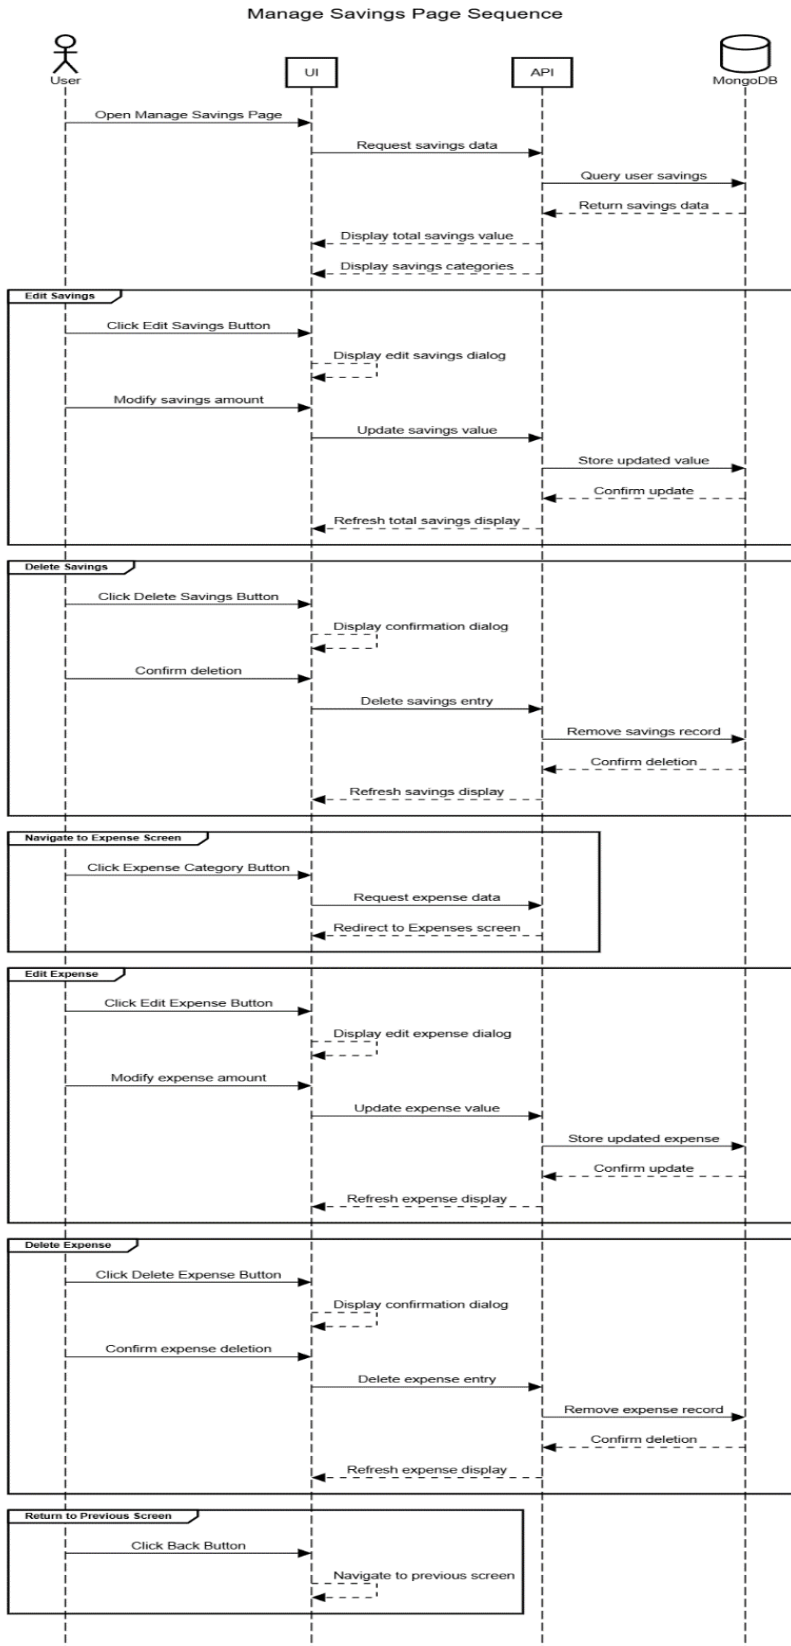 Manage Savings Page Sequence
User
UI
API
MongoDB
Open Manage Savings Page
Request savings data
Query user savings
Return savings data
Display total savings value
Display savings categories
Edit Savings
Click Edit Savings Button
Display edit savings dialog
Modify savings amount
Update savings value
Store updated value
Confirm update
Refresh total savings display
Delete Savings
Click Delete Savings Button
Display confirmation dialog
Confirm deletion
Delete savings entry
Remove savings record
Confirm deletion
Refresh savings display
Navigate to Expense Screen
Click Expense Category Button
Request expense data
Redirect to Expenses screen
Edit Expense
Click Edit Expense Button
Display edit expense dialog
Modify expense amount
Update expense value
Store updated expense
Confirm update
Refresh expense display
Delete Expense
Click Delete Expense Button
Display confirmation dialog
Confirm expense deletion
Delete expense entry
Remove expense record
Confirm deletion
Refresh expense display
Return to Previous Screen
Click Back Button
Navigate to previous screen